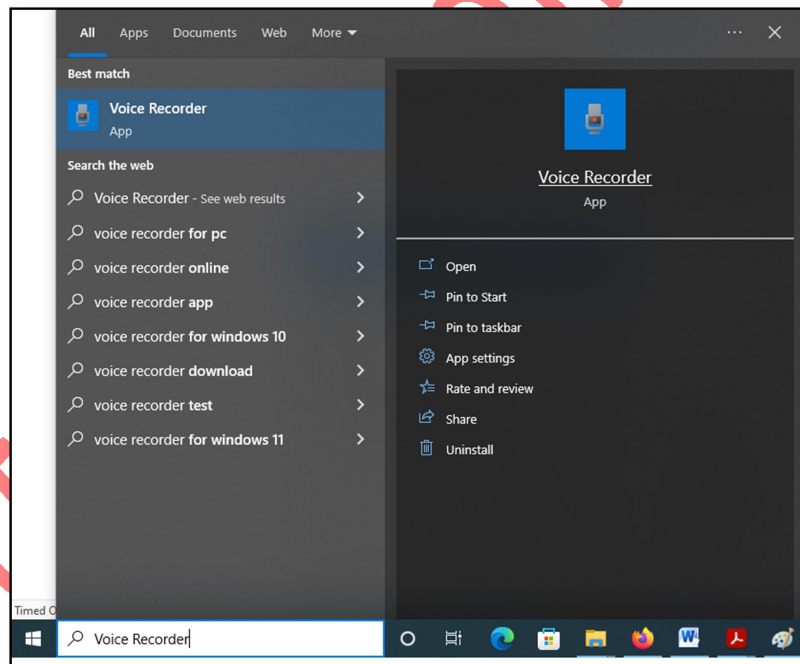 All Apps Documents Web More
Best match
Voice Recorder
App
Search the web
Voice Recorder - See web results
voice recorder for pc
voice recorder online
voice recorder app
voice recorder for windows 10
voice recorder download
voice recorder test
voice recorder for windows 11
Voice Recorder
App
Open
Pin to Start
Pin to taskbar
App settings
Rate and review
Share
Uninstall
Timed O
Voice Recorder